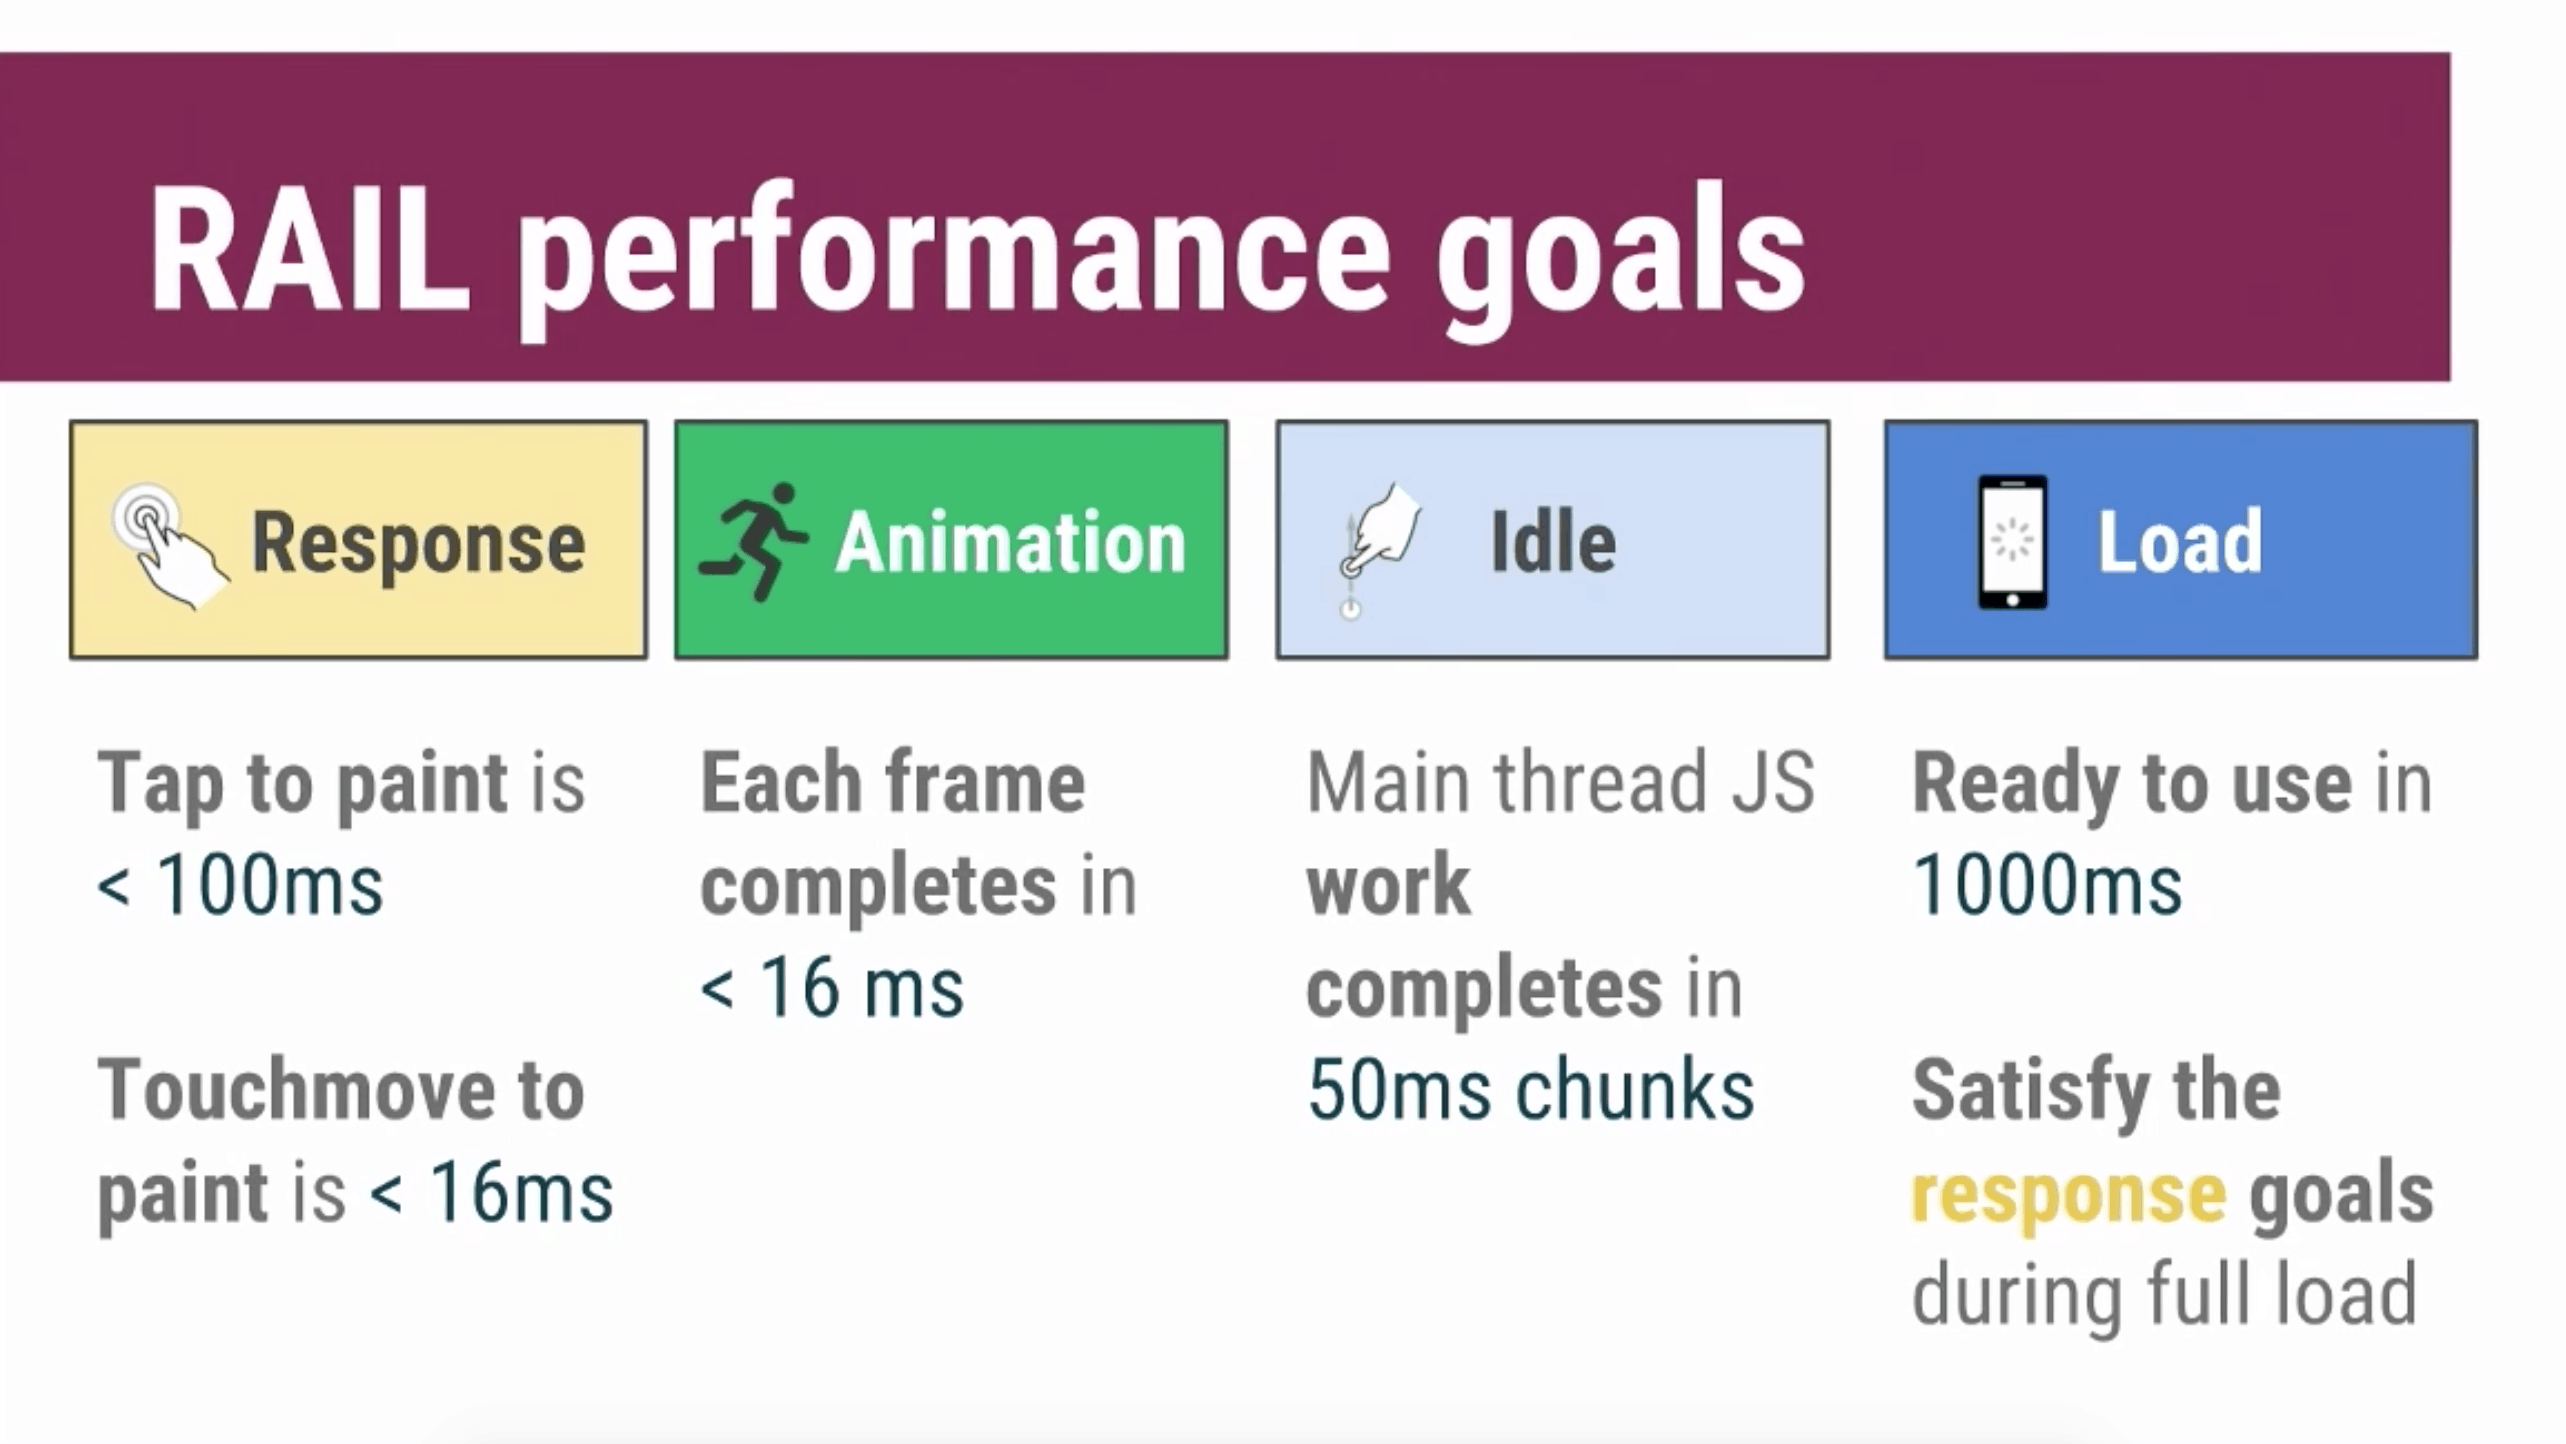 RAIL performance goals
Response
Animation
Idle
Load
Tap to paint is
< 100ms
Touchmove to
paint is < 16ms
Each frame
completes in
< 16 ms
Main thread JS
work
completes in
50ms chunks
Ready to use in
1000ms
Satisfy the
response goals
during full load